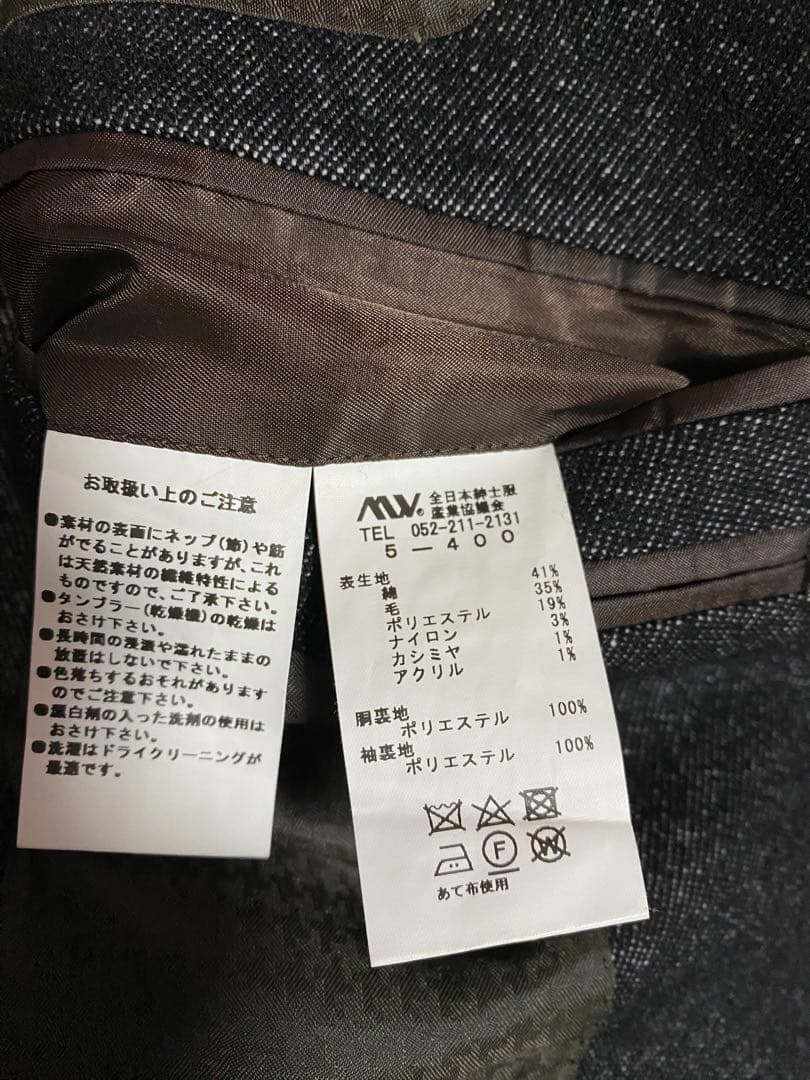 お取扱い上のご注意
●素材の表面にネップ(節)や筋
がでることがありますが、これ
は天然素材の繊維特性による
ものですので、ご了承下さい。
●タンブラー(乾燥機)の乾燥は
おさけ下さい。
●長時間の浸漬や濡れたままの
放置はしないで下さい。
●色落ちするおそれがあります
のでご注意下さい。
●蛍白剤の入った洗剤の使用は
おさけ下さい。
●洗濯はドライクリーニングが
最適です。
MW® 全日本紳士服
産業協議会
TEL 052-211-2131
5-400
表生地
綿 41%
毛 35%
ポリエステル 19%
ナイロン 3%
カシミヤ 1%
アクリル 1%
胴裏地
ポリエステル 100%
袖裏地
ポリエステル 100%
F
W
あて布使用